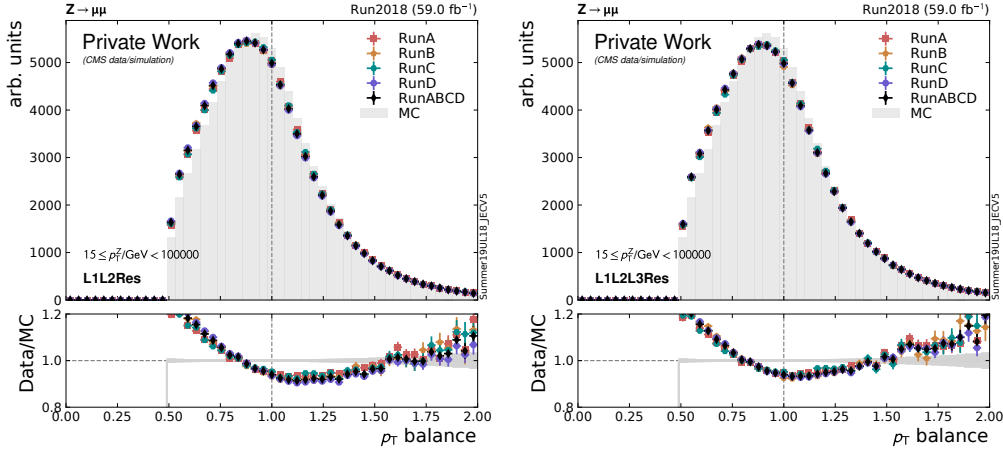 Z → μμ
Run2018 (59.0 fb⁻¹)
Private Work
(CMS data/simulation)
RunA
RunB
RunC
RunD
RunABCD
MC
arb. units
5000
4000
3000
2000
1000
0
15 ≤ p_T^Z/GeV < 100000
L1L2Res
Summer19UL18_JECV5
Data/MC
1.2
1.0
0.8
0.00 0.25 0.50 0.75 1.00 1.25 1.50 1.75 2.00
p_T balance
Z → μμ
Run2018 (59.0 fb⁻¹)
Private Work
(CMS data/simulation)
RunA
RunB
RunC
RunD
RunABCD
MC
arb. units
5000
4000
3000
2000
1000
0
15 ≤ p_T^Z/GeV < 100000
L1L2L3Res
Summer19UL18_JECV5
Data/MC
1.2
1.0
0.8
0.00 0.25 0.50 0.75 1.00 1.25 1.50 1.75 2.00
p_T balance